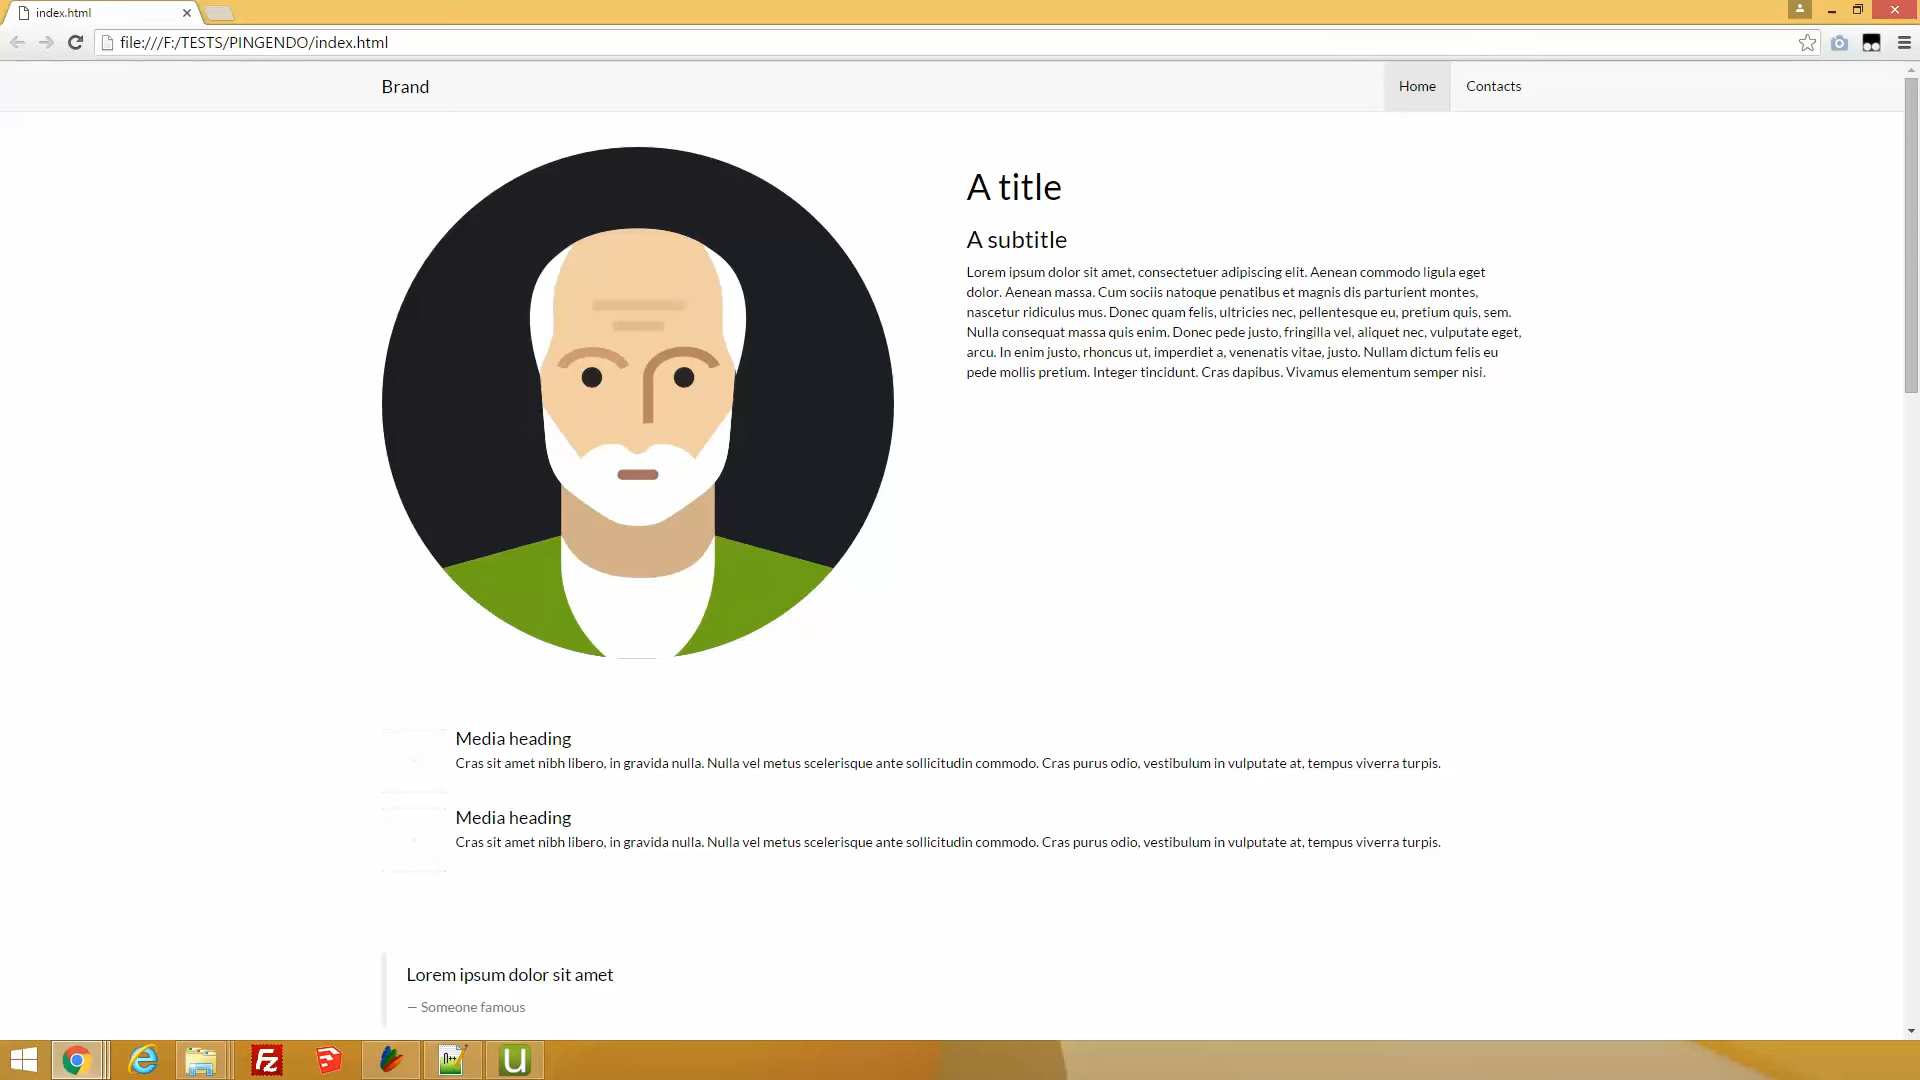 index.html
file:///F:/TESTS/PINGENDO/index.html
Brand
Home
Contacts
A title
A subtitle
Lorem ipsum dolor sit amet, consectetuer adipiscing elit. Aenean commodo ligula eget
dolor. Aenean massa. Cum sociis natoque penatibus et magnis dis parturient montes,
nascetur ridiculus mus. Donec quam felis, ultricies nec, pellentesque eu, pretium quis, sem.
Nulla consequat massa quis enim. Donec pede justo, fringilla vel, aliquet nec, vulputate eget,
arcu. In enim justo, rhoncus ut, imperdiet a, venenatis vitae, justo. Nullam dictum felis eu
pede mollis pretium. Integer tincidunt. Cras dapibus. Vivamus elementum semper nisi.
Media heading
Cras sit amet nibh libero, in gravida nulla. Nulla vel metus scelerisque ante sollicitudin commodo. Cras purus odio, vestibulum in vulputate at, tempus viverra turpis.
Media heading
Cras sit amet nibh libero, in gravida nulla. Nulla vel metus scelerisque ante sollicitudin commodo. Cras purus odio, vestibulum in vulputate at, tempus viverra turpis.
Lorem ipsum dolor sit amet
— Someone famous
Fz
n++
U